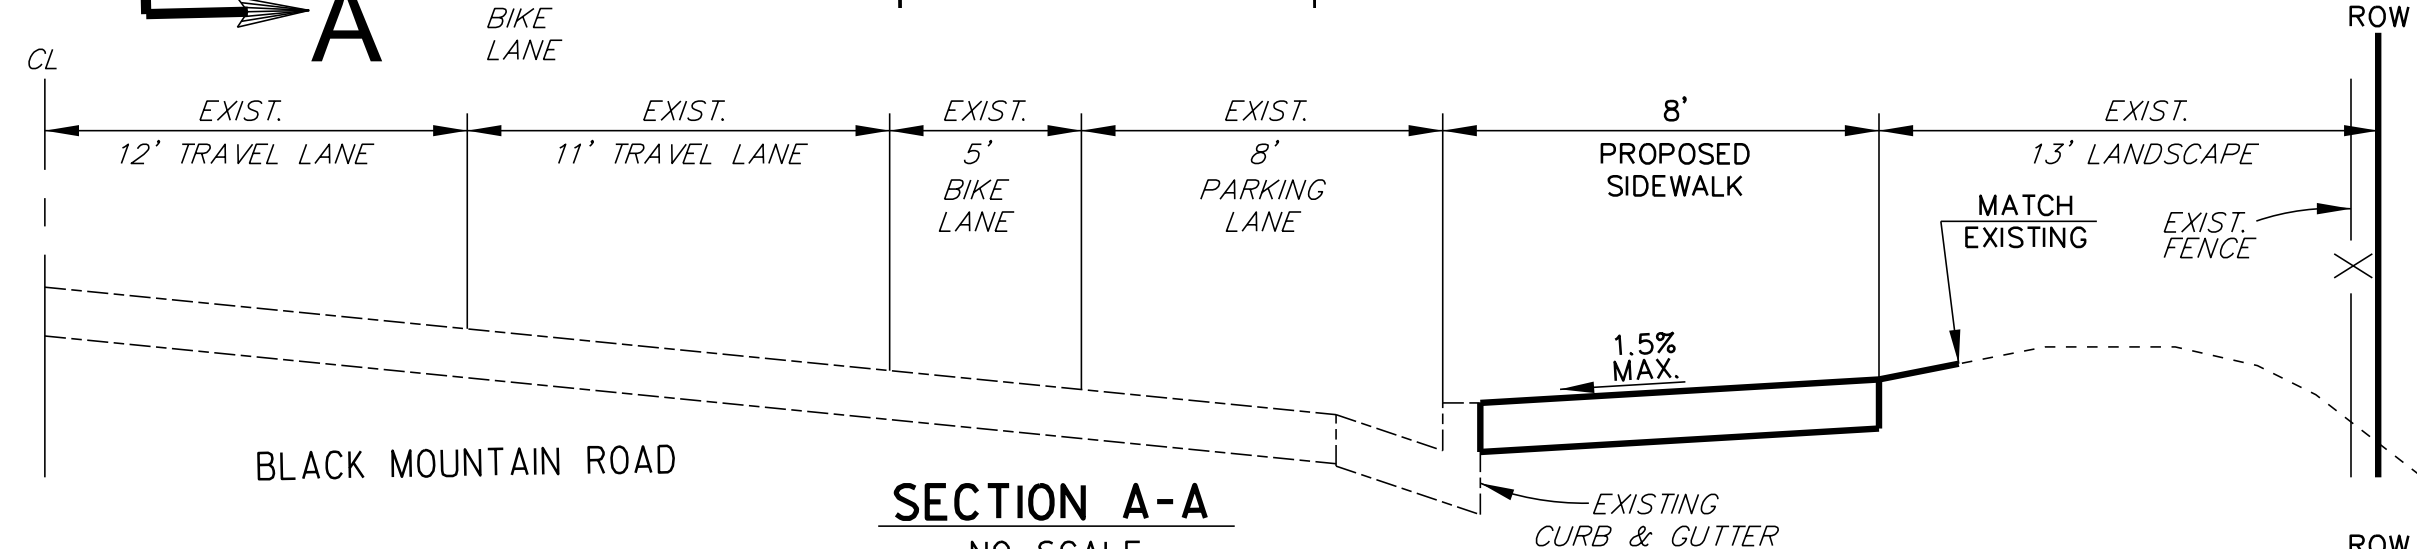 A
BIKE
LANE
ROW
CL
EXIST.
12' TRAVEL LANE
EXIST.
11' TRAVEL LANE
EXIST.
5'
BIKE
LANE
EXIST.
8'
PARKING
LANE
8'
PROPOSED
SIDEWALK
EXIST.
13' LANDSCAPE
MATCH
EXISTING
EXIST.
FENCE
1.5%
MAX.
BLACK MOUNTAIN ROAD
SECTION A-A
NO SCALE
EXISTING
CURB & GUTTER
ROW